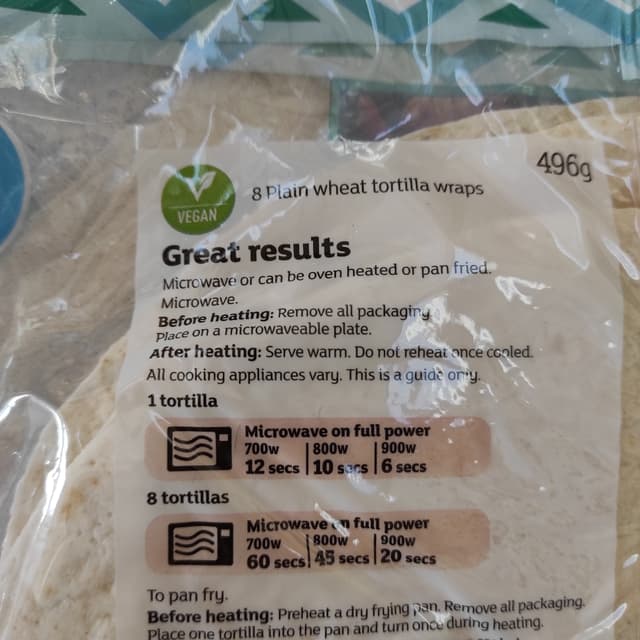 496g
VEGAN
8 Plain wheat tortilla wraps
Great results
Microwave or can be oven heated or pan fried.
Microwave.
Before heating: Remove all packaging.
Place on a microwaveable plate.
After heating: Serve warm. Do not reheat once cooled.
All cooking appliances vary. This is a guide only.
1 tortilla
Microwave on full power
700w 800w 900w
12 secs 10 secs 6 secs
8 tortillas
Microwave on full power
700w 800w 900w
60 secs 45 secs 20 secs
To pan fry.
Before heating: Preheat a dry frying pan. Remove all packaging.
Place one tortilla into the pan and turn once during heating.